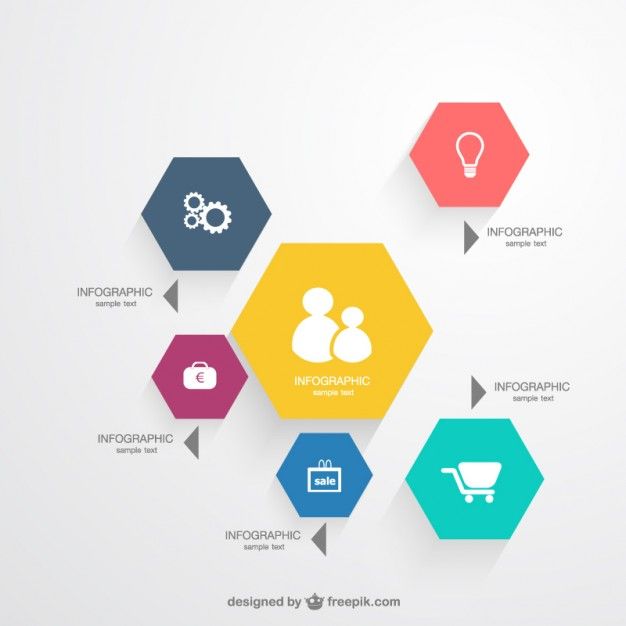 INFOGRAPHIC
sample text
INFOGRAPHIC
sample text
INFOGRAPHIC
sample text
INFOGRAPHIC
sample text
€
INFOGRAPHIC
sample text
sale
INFOGRAPHIC
sample text
designed by freepik.com